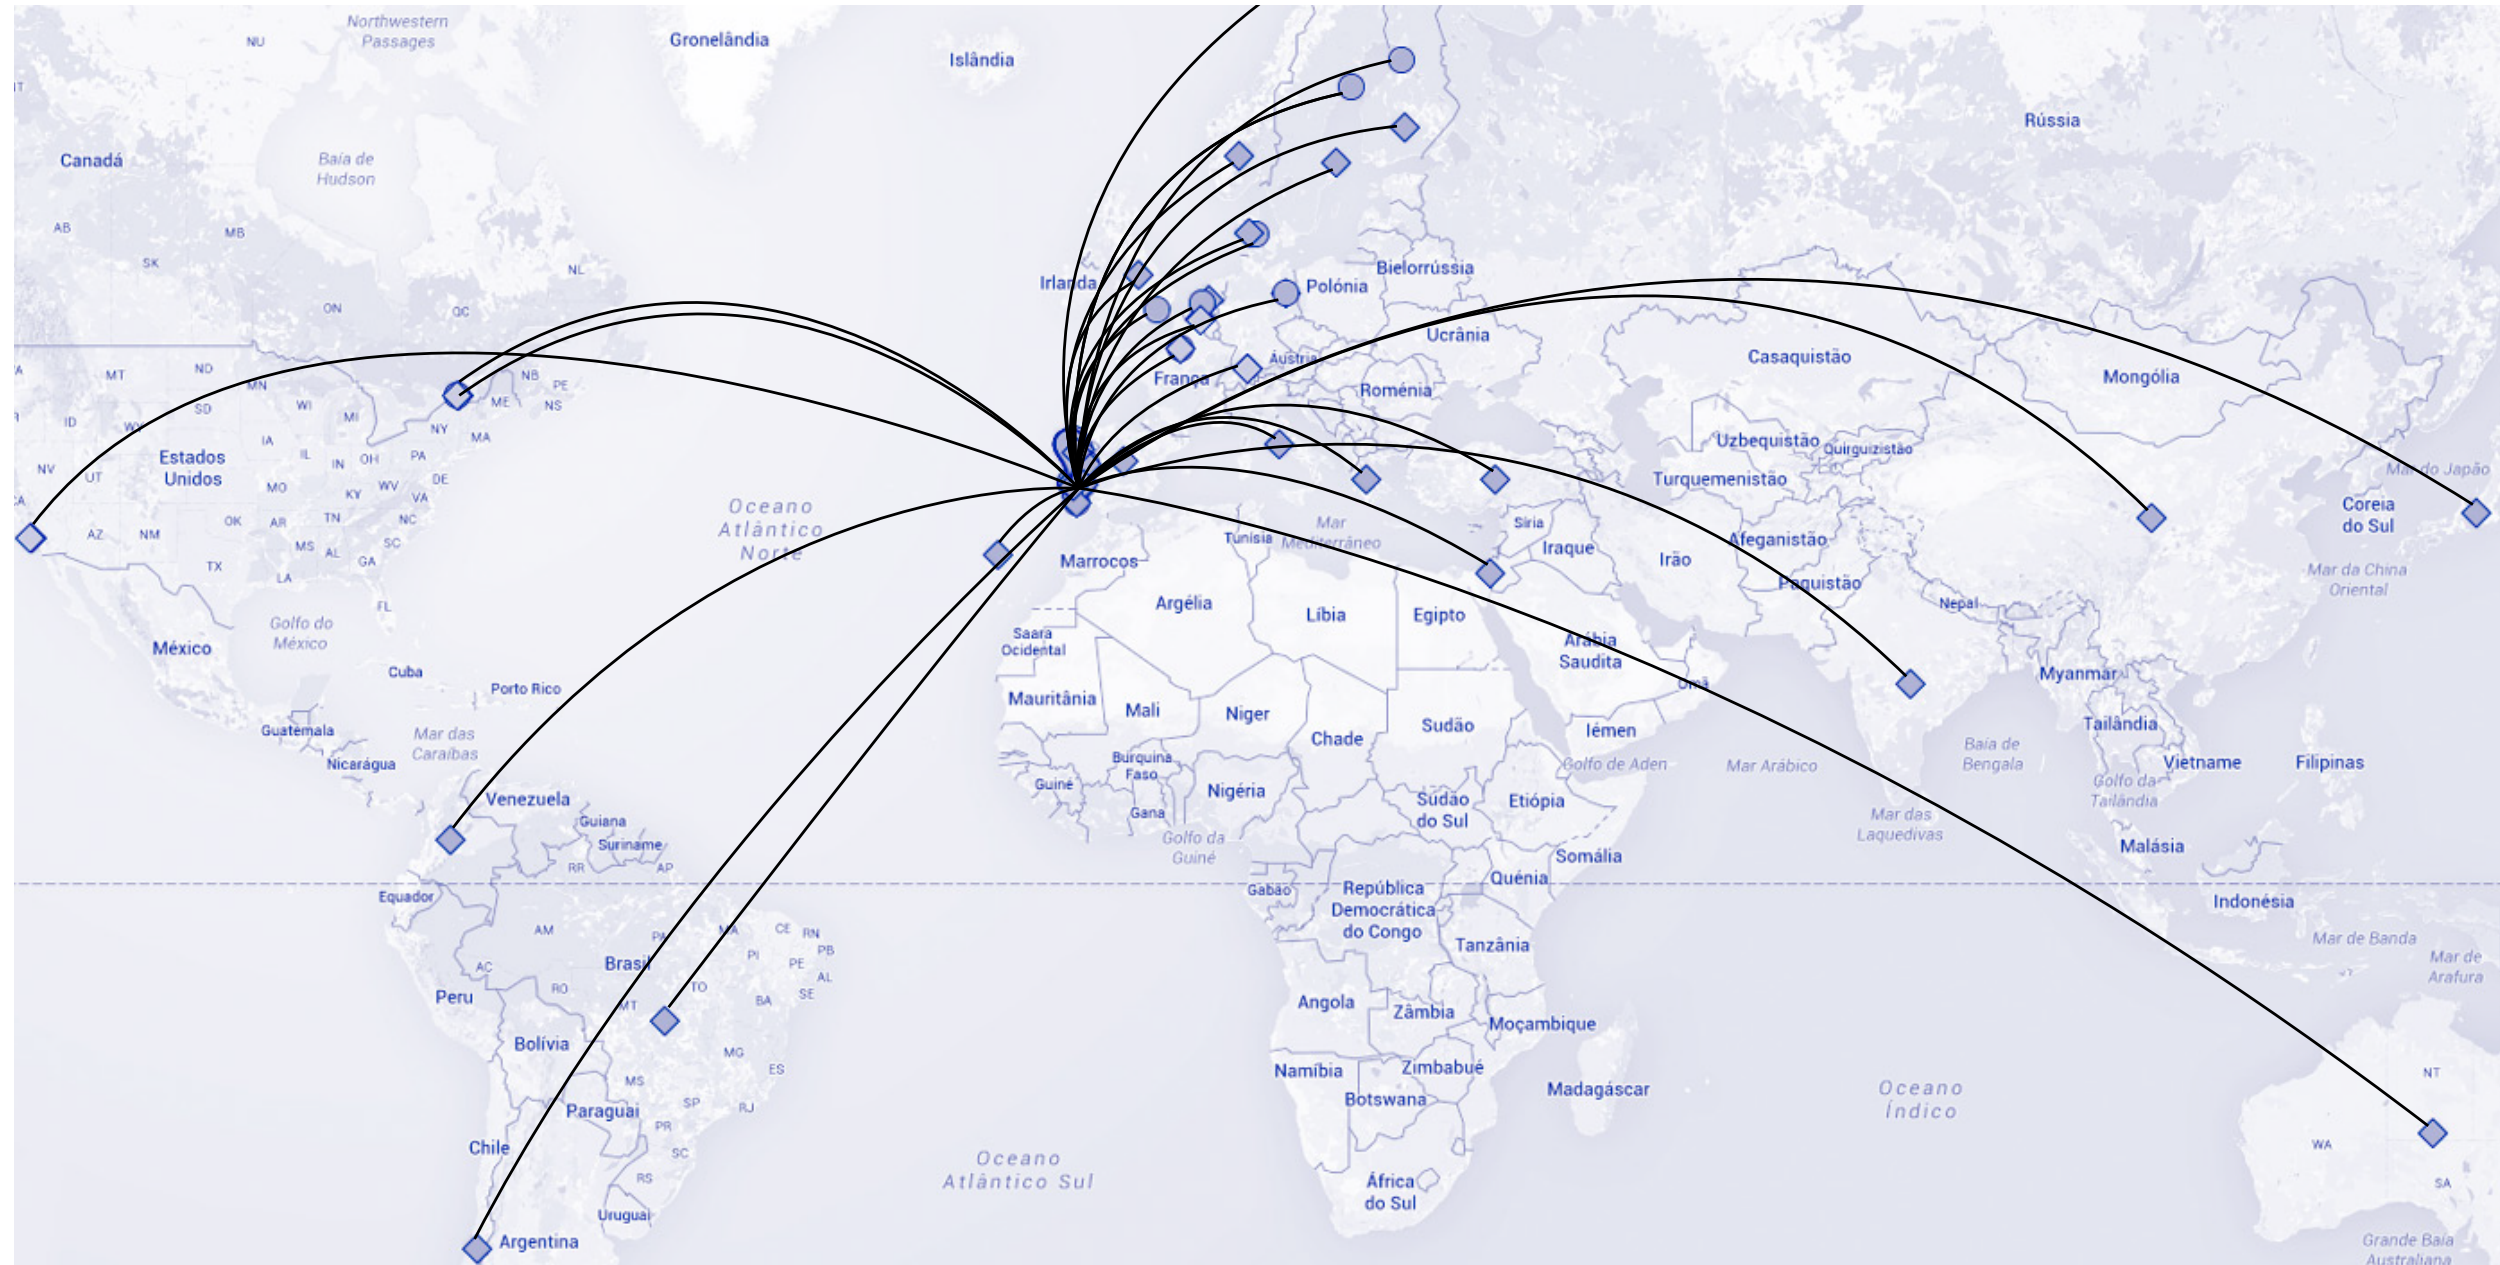 Northwestern
Passages
NU
Gronelândia
Islândia
Rússia
Canadá
Baía de
Hudson
AB
MB
SK
NL
Irlanda
Bielorrússia
Polónia
ON
QC
Ucrânia
Áustria
Casaquistão
Mongólia
MT
ND
NB
PE
França
Roménia
MN
ME
NS
SD
WI
MI
ID
WY
NY
MA
IA
Uzbequistão
Quirguizistão
Estados
Unidos
IL
IN
OH
PA
NV
UT
Turquemenistão
Mar do Japão
MO
KY
WV
DE
VA
CA
Oceano
Atlântico
Norte
Coreia
do Sul
OK
AR
TN
NC
Mar
Mediterrâneo
Síria
AZ
NM
Tunísia
Afeganistão
MS
AL
SC
GA
Iraque
Irão
Marrocos
TX
LA
Paquistão
Mar da China
Oriental
FL
Argélia
Líbia
Egipto
Nepal
Golfo do
México
Saara
Ocidental
Arábia
Saudita
México
Cuba
Myanmar
Porto Rico
Omã
Mauritânia
Mali
Niger
Sudão
Tailândia
Guatemala
Mar das
Caraíbas
Chade
Iémen
Baía de
Bengala
Nicarágua
Burquina
Faso
Golfo de Aden
Mar Arábico
Vietname
Filipinas
Guiné
Nigéria
Golfo da
Tailândia
Venezuela
Sudão
do Sul
Etiópia
Gana
Mar das
Laquedivas
Guiana
Suriname
Golfo da
Guiné
Malásia
RR
AP
Somália
Equador
Gabão
República
Democrática
do Congo
Quénia
Indonésia
AM
PA
MA
CE
RN
PB
Mar de Banda
Tanzânia
Brasil
PI
PE
AL
AC
Mar de
Arafura
Peru
RO
MT
TO
BA
SE
Angola
Zâmbia
Moçambique
Bolívia
MG
ES
Namíbia
Zimbabué
NT
MS
Madagáscar
Oceano
Índico
Paraguai
SP
RJ
Botswana
PR
Chile
SC
WA
Oceano
Atlântico Sul
RS
África
do Sul
SA
Uruguai
Argentina
Grande Baía
Australiana